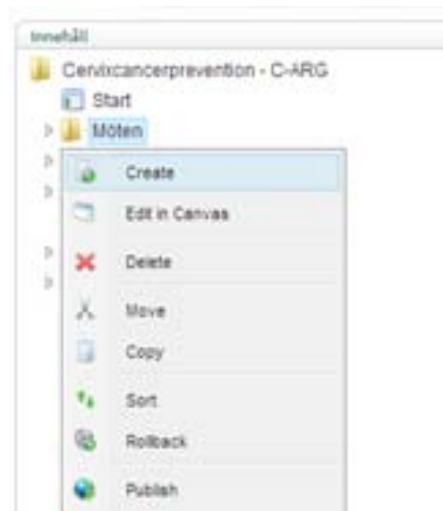 Innehåll
Cervixcancerprevention - C-ARG
Start
Möten
Create
Edit in Canvas
Delete
Move
Copy
Sort
Rollback
Publish